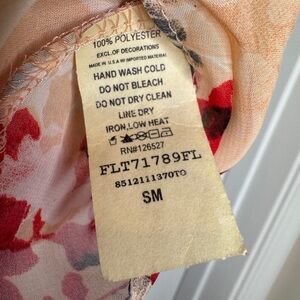 100% POLYESTER
EXCL. OF DECORATIONS
MADE IN U.S.A W/ IMPORTED MATERIAL
HAND WASH COLD
DO NOT BLEACH
DO NOT DRY CLEAN
LINE DRY
IRON, LOW HEAT
RN#126527
FLT71789FL
8512111370TO
SM